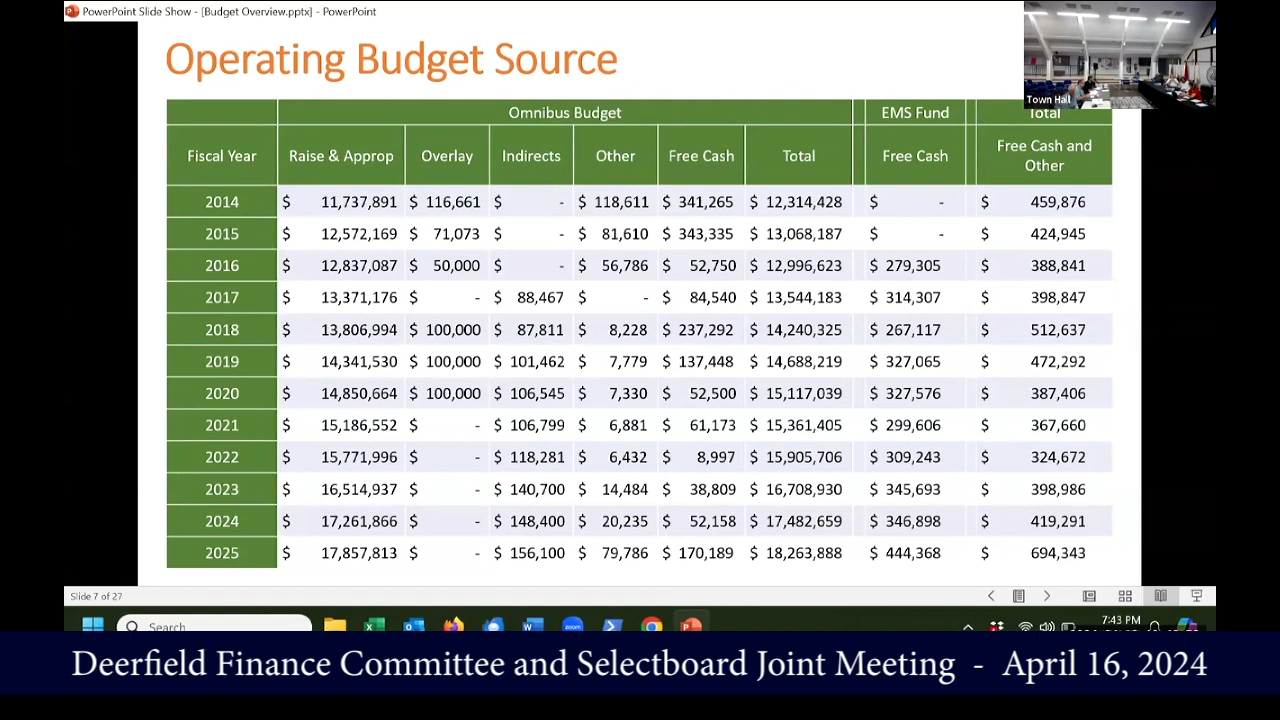 PowerPoint Slide Show - [Budget Overview.pptx] - PowerPoint
Operating Budget Source
Town Hall
Omnibus Budget EMS Fund Total
Fiscal Year Raise & Approp Overlay Indirects Other Free Cash Total Free Cash Free Cash and Other
2014 $ 11,737,891 $ 116,661 $ - $ 118,611 $ 341,265 $ 12,314,428 $ - $ 459,876
2015 $ 12,572,169 $ 71,073 $ - $ 81,610 $ 343,335 $ 13,068,187 $ - $ 424,945
2016 $ 12,837,087 $ 50,000 $ - $ 56,786 $ 52,750 $ 12,996,623 $ 279,305 $ 388,841
2017 $ 13,371,176 $ - $ 88,467 $ - $ 84,540 $ 13,544,183 $ 314,307 $ 398,847
2018 $ 13,806,994 $ 100,000 $ 87,811 $ 8,228 $ 237,292 $ 14,240,325 $ 267,117 $ 512,637
2019 $ 14,341,530 $ 100,000 $ 101,462 $ 7,779 $ 137,448 $ 14,688,219 $ 327,065 $ 472,292
2020 $ 14,850,664 $ 100,000 $ 106,545 $ 7,330 $ 52,500 $ 15,117,039 $ 327,576 $ 387,406
2021 $ 15,186,552 $ - $ 106,799 $ 6,881 $ 61,173 $ 15,361,405 $ 299,606 $ 367,660
2022 $ 15,771,996 $ - $ 118,281 $ 6,432 $ 8,997 $ 15,905,706 $ 309,243 $ 324,672
2023 $ 16,514,937 $ - $ 140,700 $ 14,484 $ 38,809 $ 16,708,930 $ 345,693 $ 398,986
2024 $ 17,261,866 $ - $ 148,400 $ 20,235 $ 52,158 $ 17,482,659 $ 346,898 $ 419,291
2025 $ 17,857,813 $ - $ 156,100 $ 79,786 $ 170,189 $ 18,263,888 $ 444,368 $ 694,343
Slide 7 of 27
Search
7:43 PM
Deerfield Finance Committee and Selectboard Joint Meeting - April 16, 2024